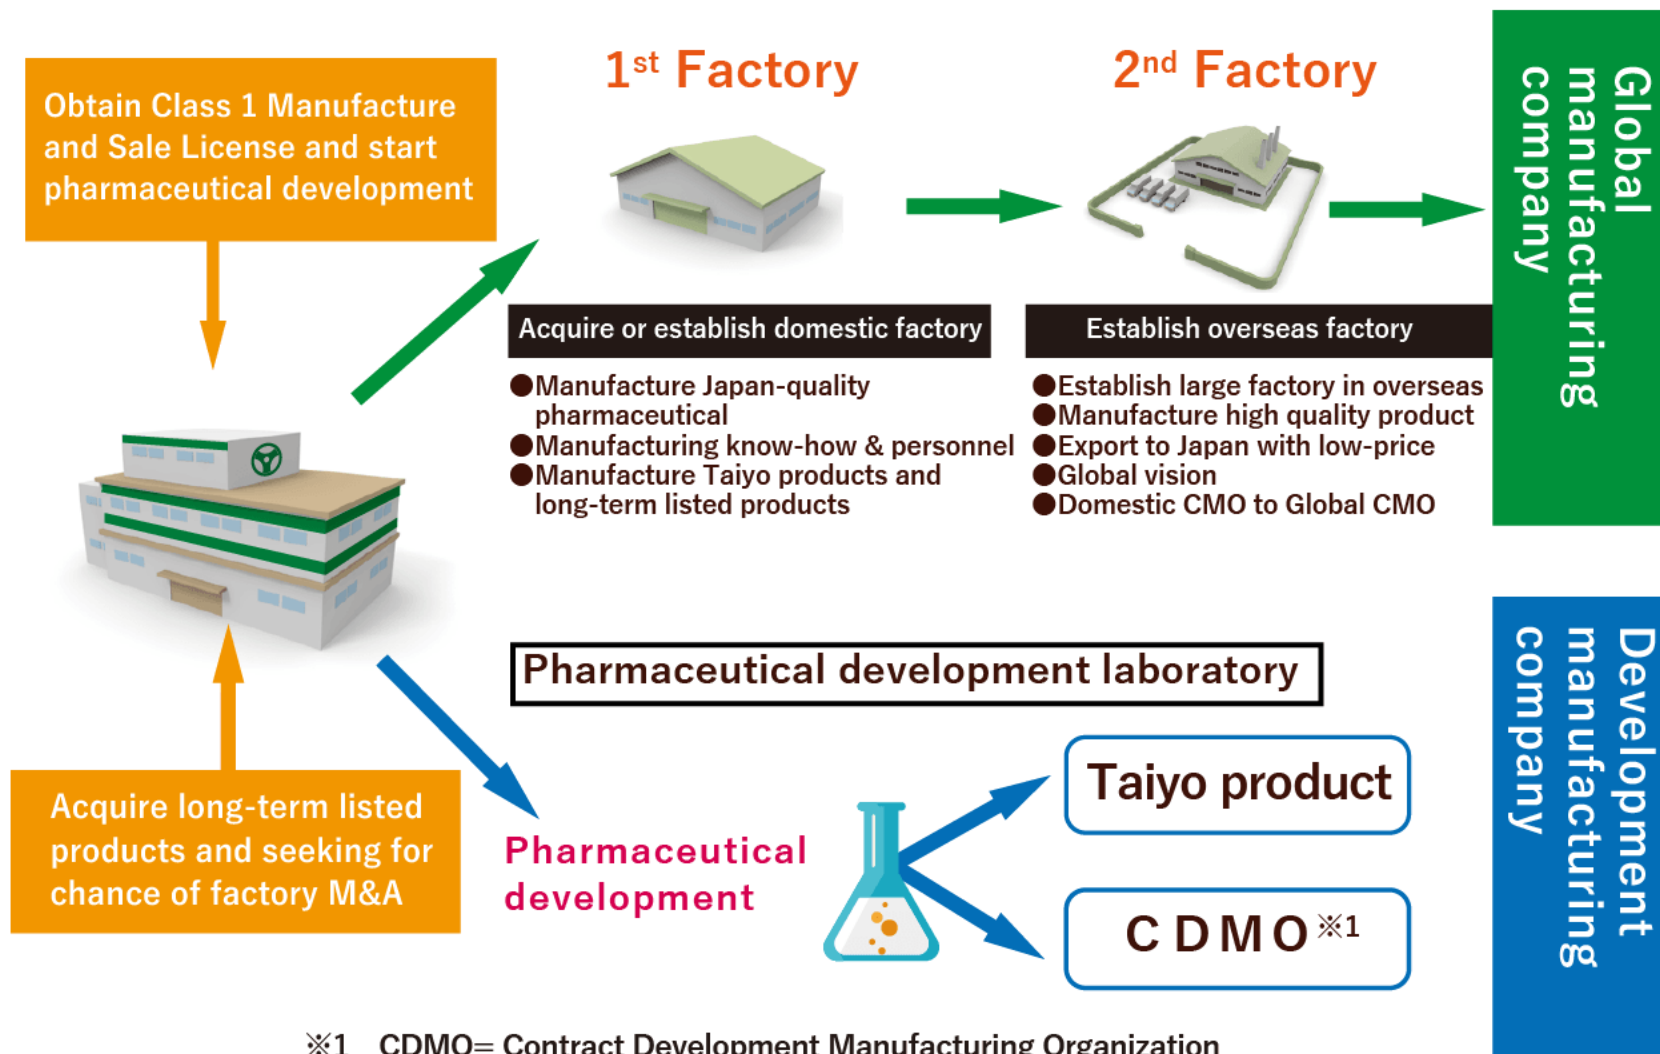 Obtain Class 1 Manufacture
and Sale License and start
pharmaceutical development
1st Factory
2nd Factory
Acquire or establish domestic factory
●Manufacture Japan-quality
pharmaceutical
●Manufacturing know-how & personnel
●Manufacture Taiyo products and
long-term listed products
Establish overseas factory
●Establish large factory in overseas
●Manufacture high quality product
●Export to Japan with low-price
●Global vision
●Domestic CMO to Global CMO
Global
manufacturing
company
Acquire long-term listed
products and seeking for
chance of factory M&A
Pharmaceutical development laboratory
Pharmaceutical
development
Taiyo product
CDMO※1
Development
manufacturing
company
※1 CDMO= Contract Development Manufacturing Organization